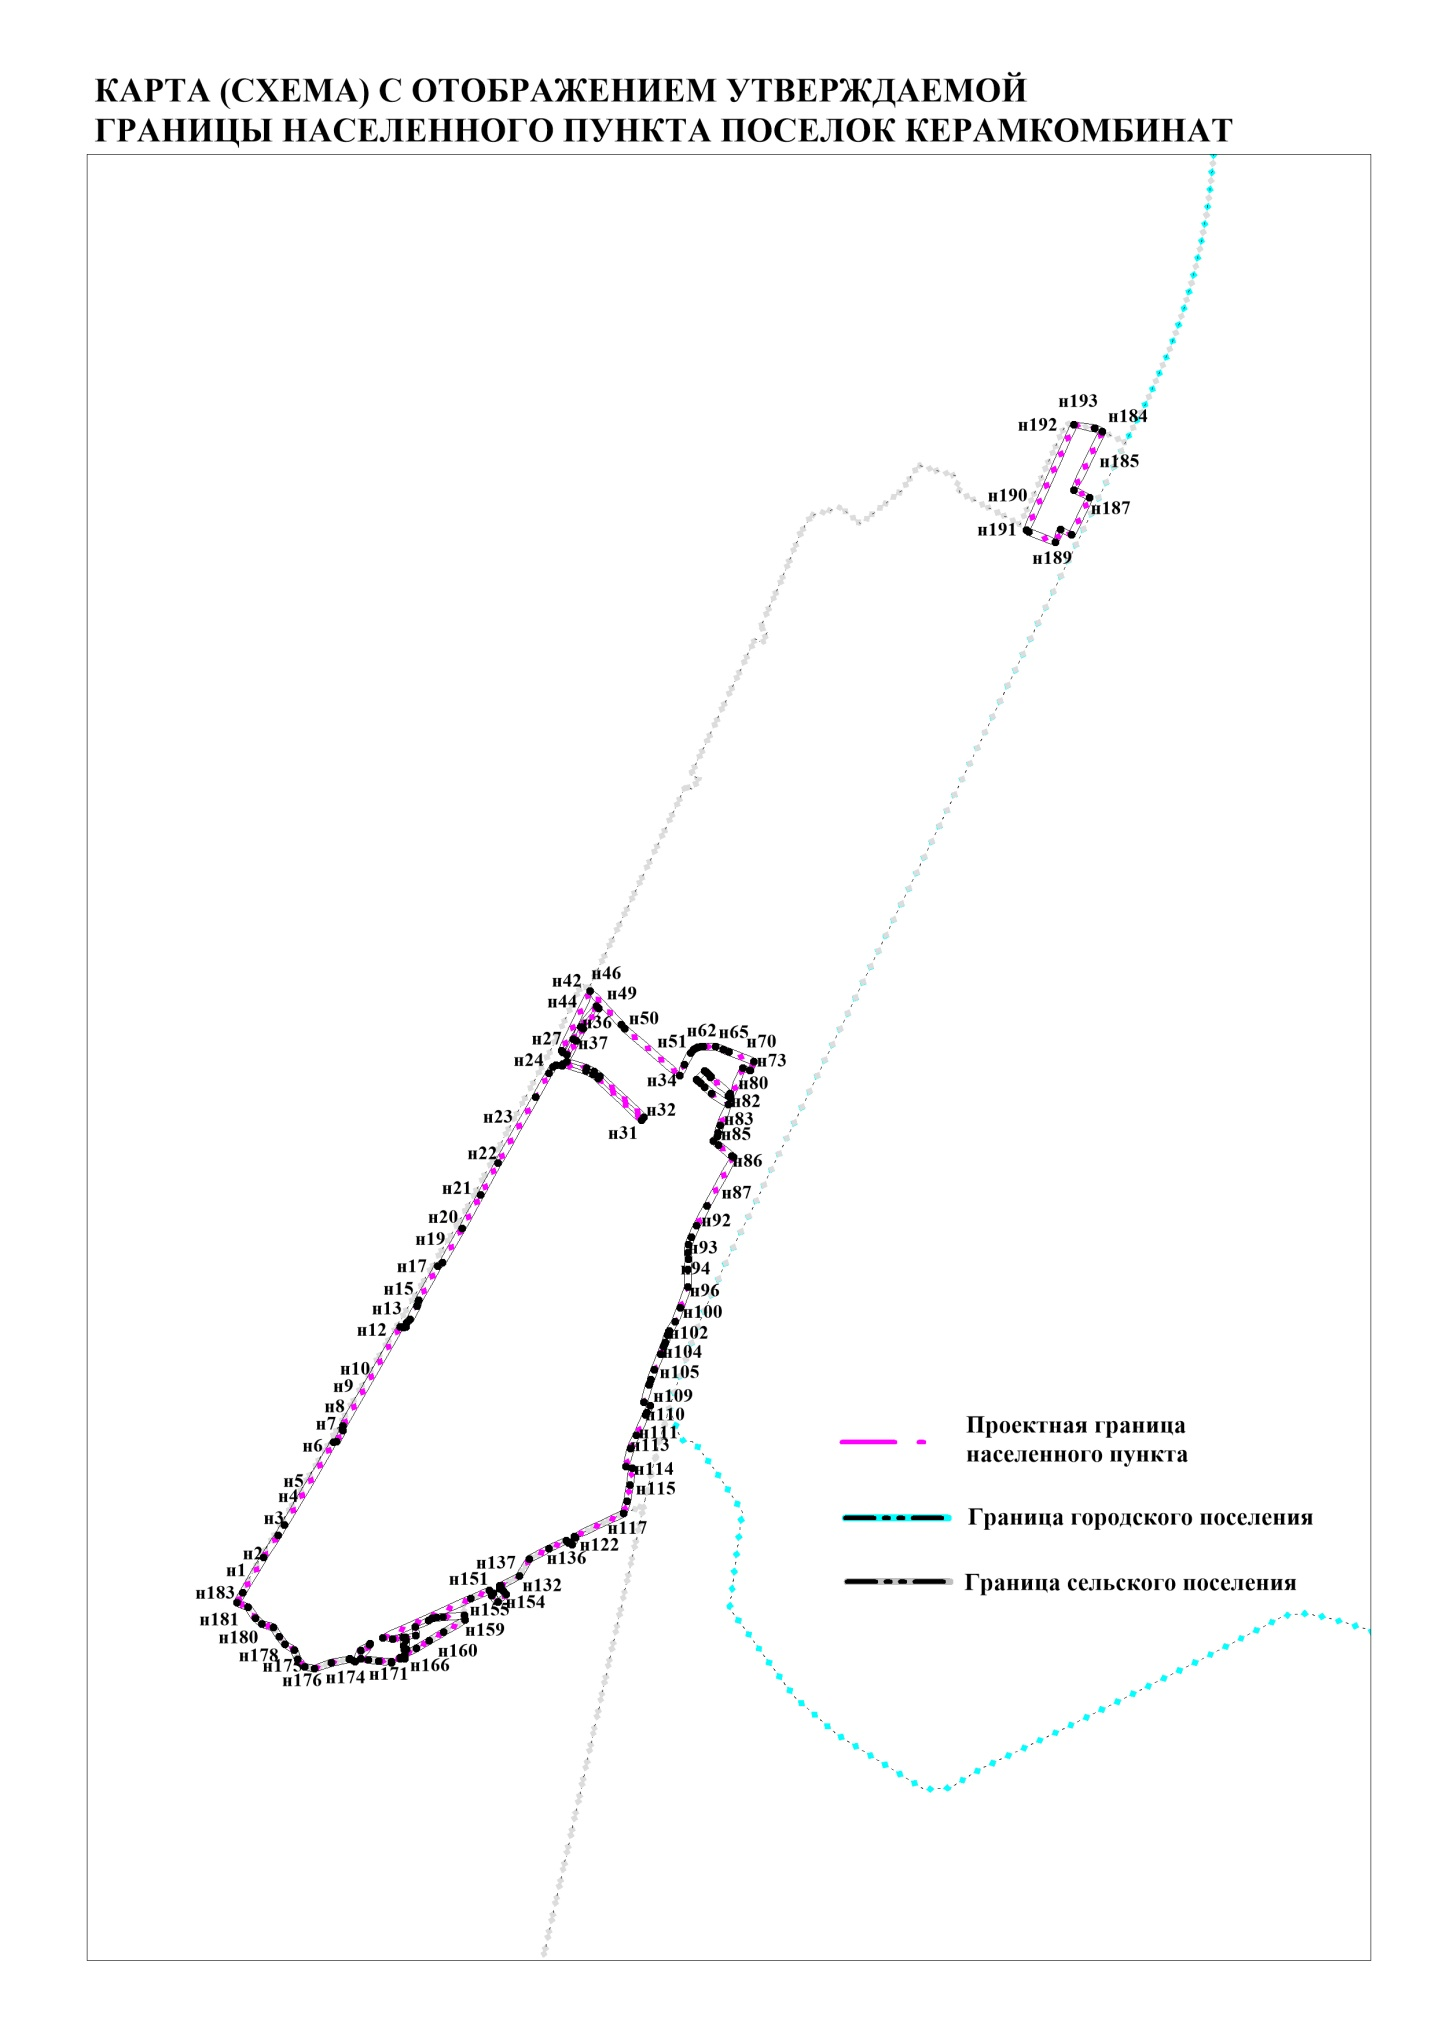 КАРТА (СХЕМА) С ОТОБРАЖЕНИЕМ УТВЕРЖДАЕМОЙ
ГРАНИЦЫ НАСЕЛЕННОГО ПУНКТА ПОСЕЛОК КЕРАМКОМБИНАТ
н193
н184
н192
н185
н190
н187
н191
н189
н46
н42
н49
н44
н50
н36
н62
н65
н27
н37
н51
н70
н24
н73
н34
н80
н82
н32
н23
н83
н31
н85
н22
н86
н21
н87
н20
н92
н19
н93
н17
н94
н15
н96
н13
н100
н12
н102
н104
н10
н105
н9
н109
н8
н110
н7
н111
н6
н113
н114
н5
н115
н4
н3
н117
н122
н2
н136
н1
н137
н151
н132
н183
н154
н155
н181
н159
н180
н160
н178
н175
н166
н176
н174
н171
Проектная граница
населенного пункта
Граница городского поселения
Граница сельского поселения